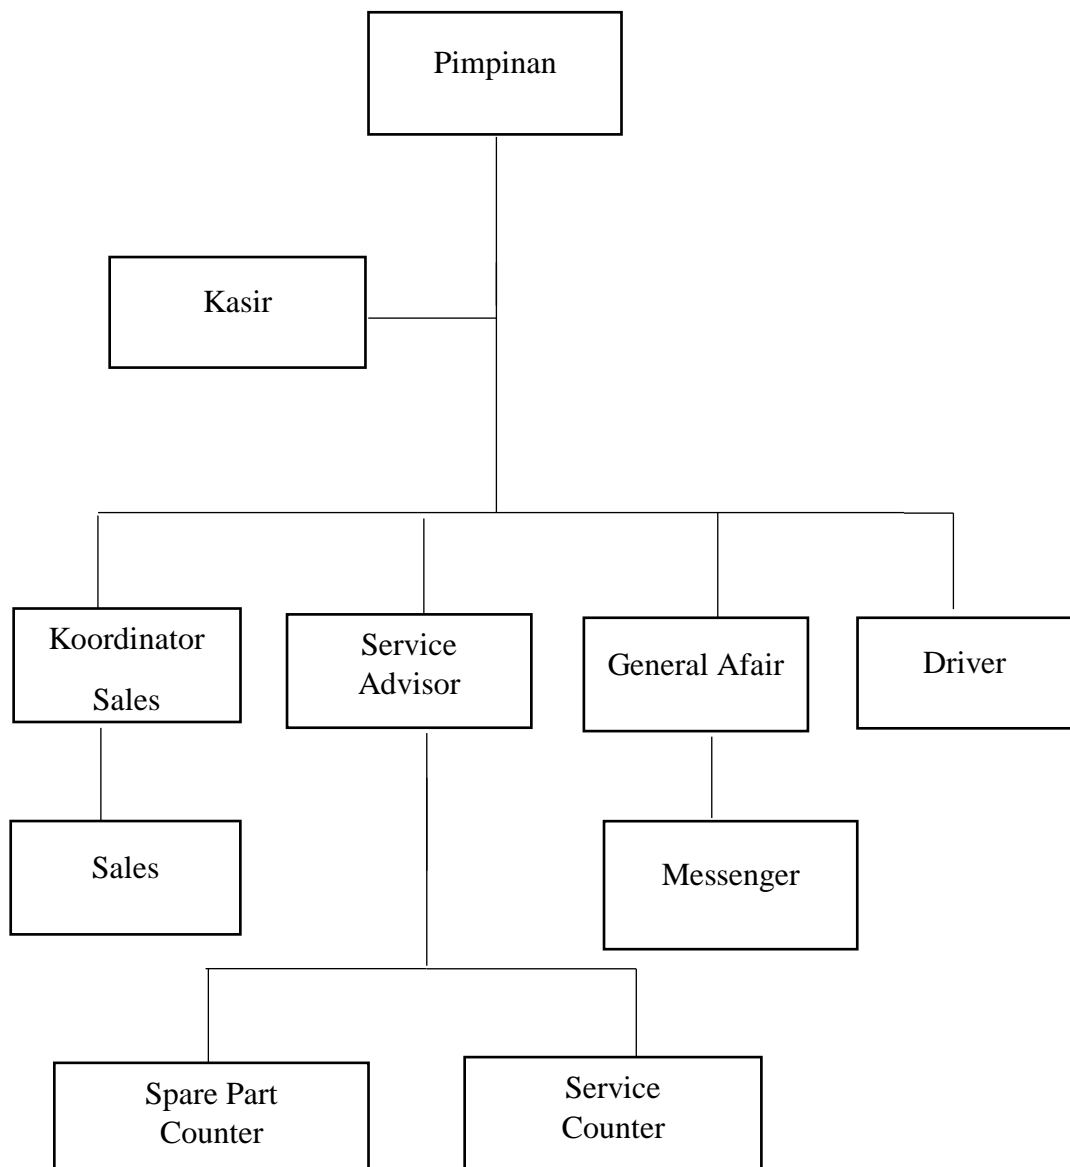 Pimpinan
Kasir
Koordinator
Sales
Service
Advisor
General Afair
Driver
Sales
Messenger
Spare Part
Counter
Service
Counter